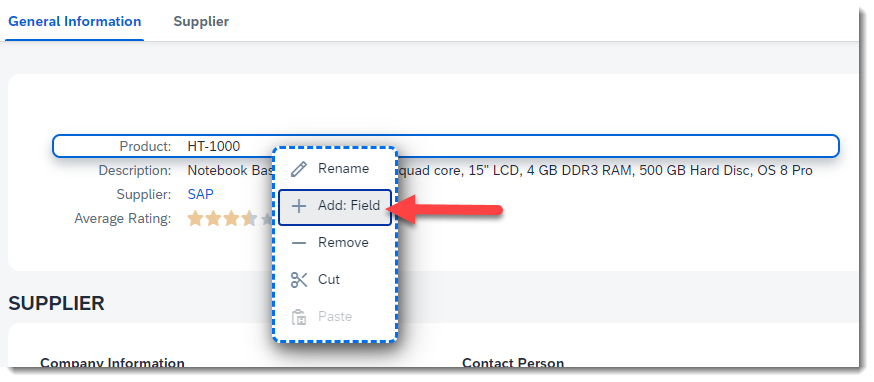 General Information Supplier
Product: HT-1000
Description: Notebook Bas quad core, 15" LCD, 4 GB DDR3 RAM, 500 GB Hard Disc, OS 8 Pro
Rename
Supplier: SAP
Add: Field
Average Rating:
Remove
Cut
SUPPLIER
Paste
Company Information Contact Person